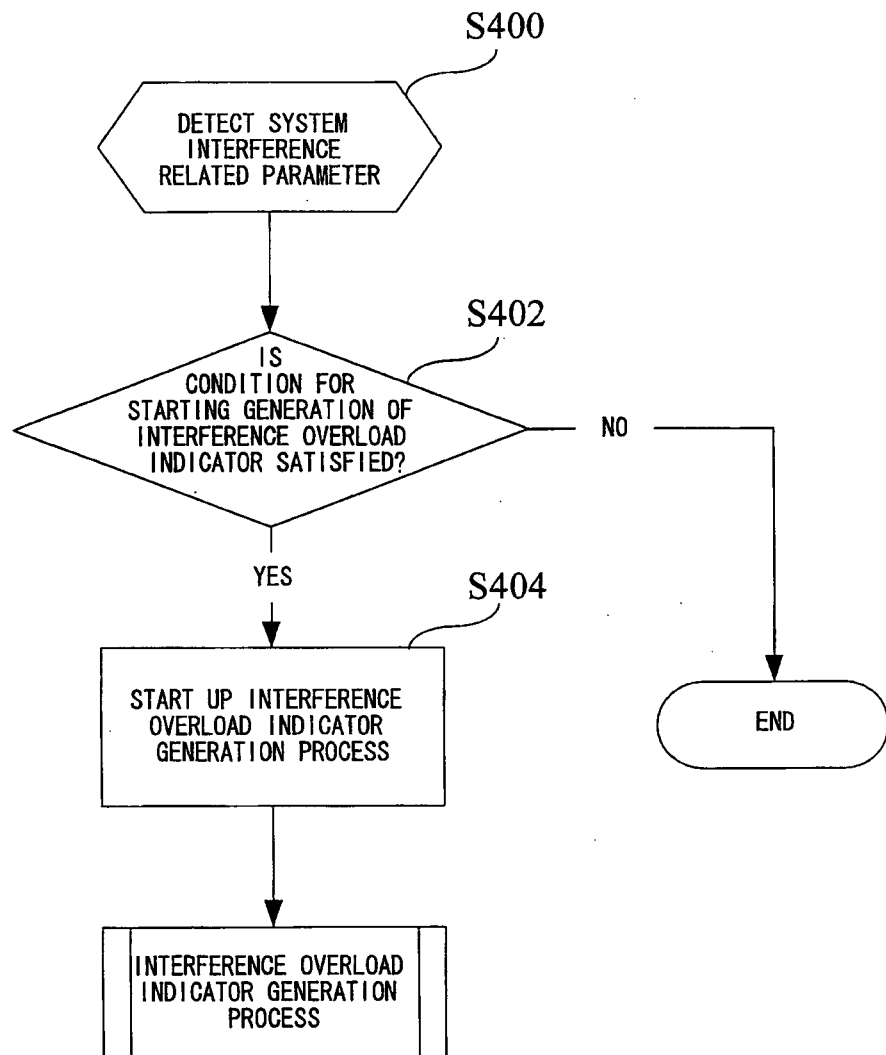 S400
DETECT SYSTEM
INTERFERENCE
RELATED PARAMETER
S402
IS
CONDITION FOR
STARTING GENERATION OF
INTERFERENCE OVERLOAD
INDICATOR SATISFIED?
NO
YES
S404
START UP INTERFERENCE
OVERLOAD INDICATOR
GENERATION PROCESS
END
INTERFERENCE OVERLOAD
INDICATOR GENERATION
PROCESS